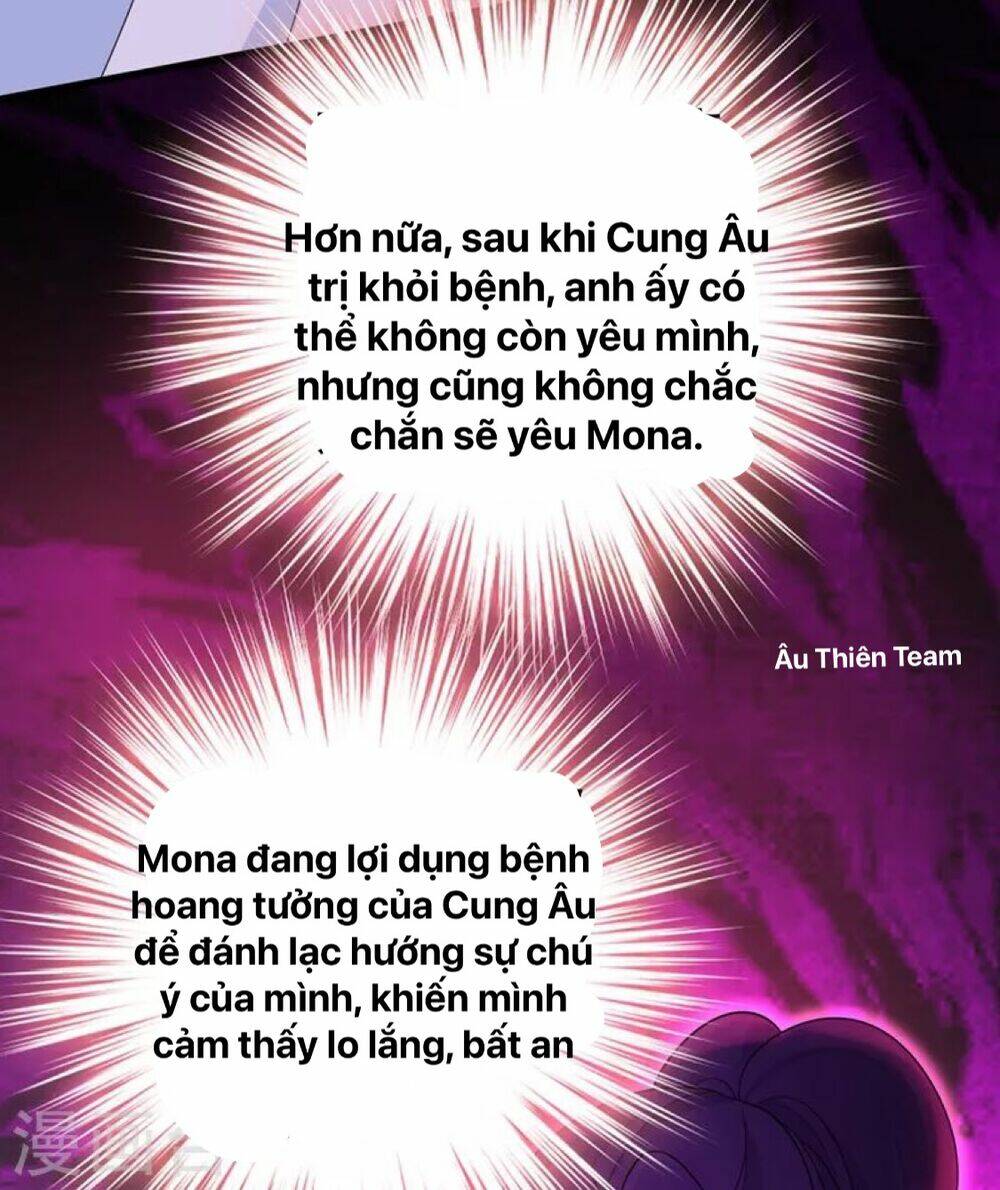 Hơn nữa, sau khi Cung Âu
trị khỏi bệnh, anh ấy có
thể không còn yêu mình,
nhưng cũng không chắc
chắn sẽ yêu Mona.
Âu Thiên Team
Mona đang lợi dụng bệnh
hoang tưởng của Cung Âu
để đánh lạc hướng sự chú
ý của mình, khiến mình
cảm thấy lo lắng, bất an
漫